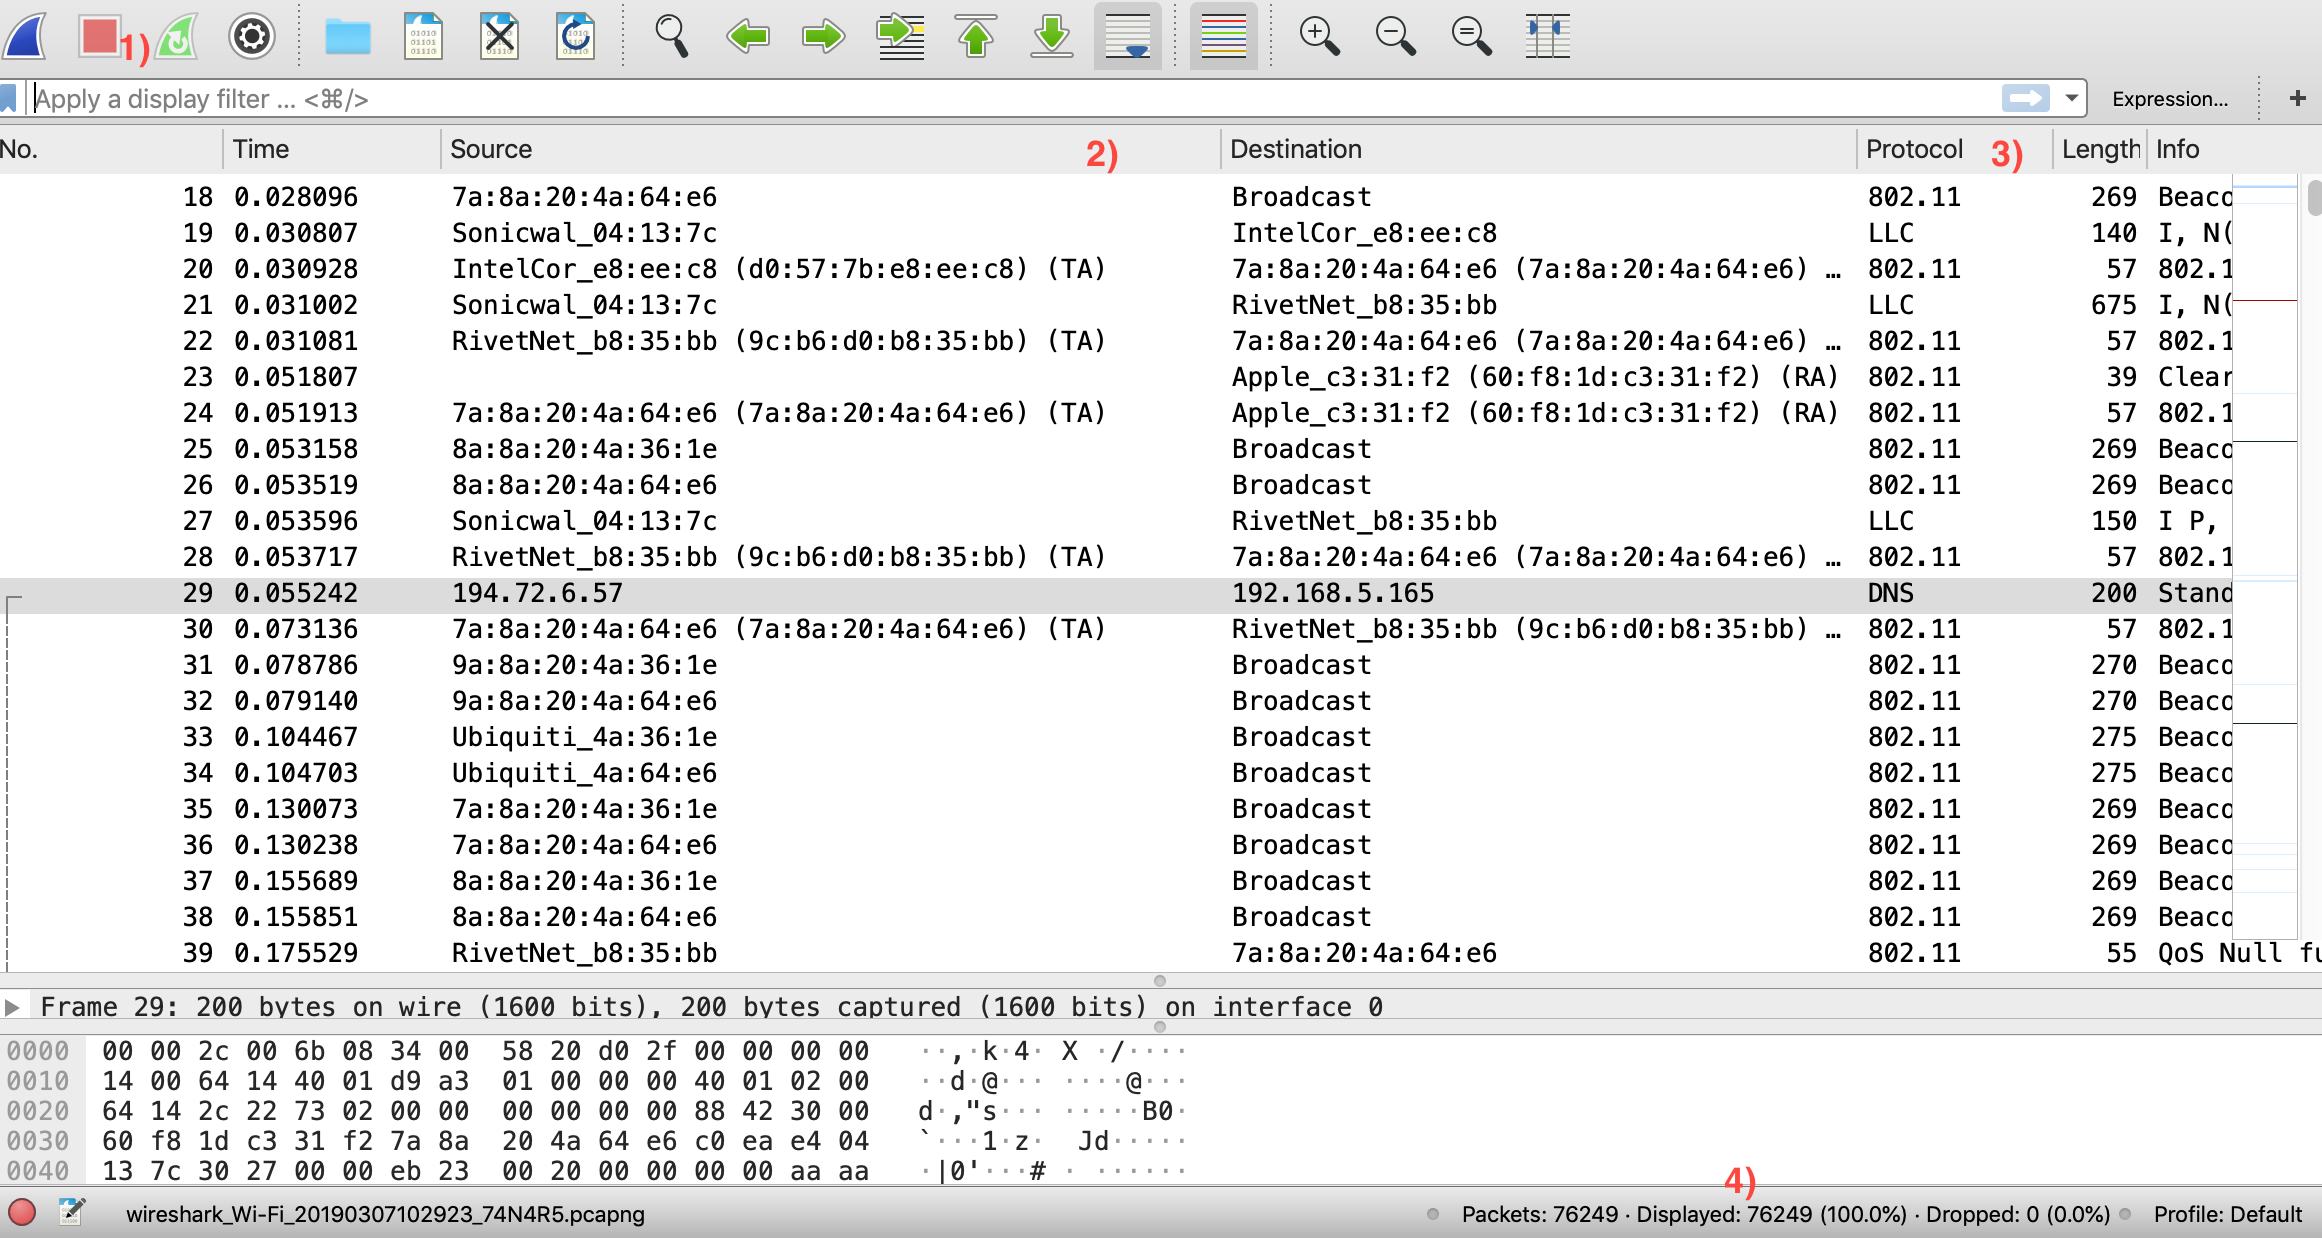 1)
Apply a display filter ... <⌘/>
Expression...
+
No. Time Source 2) Destination Protocol 3) Length Info
18 0.028096 7a:8a:20:4a:64:e6 Broadcast 802.11 269 Beaco
19 0.030807 Sonicwal_04:13:7c IntelCor_e8:ee:c8 LLC 140 I, N(
20 0.030928 IntelCor_e8:ee:c8 (d0:57:7b:e8:ee:c8) (TA) 7a:8a:20:4a:64:e6 (7a:8a:20:4a:64:e6) … 802.11 57 802.1
21 0.031002 Sonicwal_04:13:7c RivetNet_b8:35:bb LLC 675 I, N(
22 0.031081 RivetNet_b8:35:bb (9c:b6:d0:b8:35:bb) (TA) 7a:8a:20:4a:64:e6 (7a:8a:20:4a:64:e6) … 802.11 57 802.1
23 0.051807 Apple_c3:31:f2 (60:f8:1d:c3:31:f2) (RA) 802.11 39 Clear
24 0.051913 7a:8a:20:4a:64:e6 (7a:8a:20:4a:64:e6) (TA) Apple_c3:31:f2 (60:f8:1d:c3:31:f2) (RA) 802.11 57 802.1
25 0.053158 8a:8a:20:4a:36:1e Broadcast 802.11 269 Beaco
26 0.053519 8a:8a:20:4a:64:e6 Broadcast 802.11 269 Beaco
27 0.053596 Sonicwal_04:13:7c RivetNet_b8:35:bb LLC 150 I P,
28 0.053717 RivetNet_b8:35:bb (9c:b6:d0:b8:35:bb) (TA) 7a:8a:20:4a:64:e6 (7a:8a:20:4a:64:e6) … 802.11 57 802.1
29 0.055242 194.72.6.57 192.168.5.165 DNS 200 Stand
30 0.073136 7a:8a:20:4a:64:e6 (7a:8a:20:4a:64:e6) (TA) RivetNet_b8:35:bb (9c:b6:d0:b8:35:bb) … 802.11 57 802.1
31 0.078786 9a:8a:20:4a:36:1e Broadcast 802.11 270 Beaco
32 0.079140 9a:8a:20:4a:64:e6 Broadcast 802.11 270 Beaco
33 0.104467 Ubiquiti_4a:36:1e Broadcast 802.11 275 Beaco
34 0.104703 Ubiquiti_4a:64:e6 Broadcast 802.11 275 Beaco
35 0.130073 7a:8a:20:4a:36:1e Broadcast 802.11 269 Beaco
36 0.130238 7a:8a:20:4a:64:e6 Broadcast 802.11 269 Beaco
37 0.155689 8a:8a:20:4a:36:1e Broadcast 802.11 269 Beaco
38 0.155851 8a:8a:20:4a:64:e6 Broadcast 802.11 269 Beaco
39 0.175529 RivetNet_b8:35:bb 7a:8a:20:4a:64:e6 802.11 55 QoS Null fu
Frame 29: 200 bytes on wire (1600 bits), 200 bytes captured (1600 bits) on interface 0
0000 00 00 2c 00 6b 08 34 00 58 20 d0 2f 00 00 00 00 ··,·k·4· X ·/····
0010 14 00 64 14 40 01 d9 a3 01 00 00 00 40 01 02 00 ··d·@··· ····@···
0020 64 14 2c 22 73 02 00 00 00 00 00 00 88 42 30 00 d·,"s··· ·····B0·
0030 60 f8 1d c3 31 f2 7a 8a 20 4a 64 e6 c0 ea e4 04 `···1·z· Jd·····
0040 13 7c 30 27 00 00 eb 23 00 20 00 00 00 00 aa aa ·|0'···# · ······
4)
wireshark_Wi-Fi_20190307102923_74N4R5.pcapng Packets: 76249 · Displayed: 76249 (100.0%) · Dropped: 0 (0.0%) Profile: Default